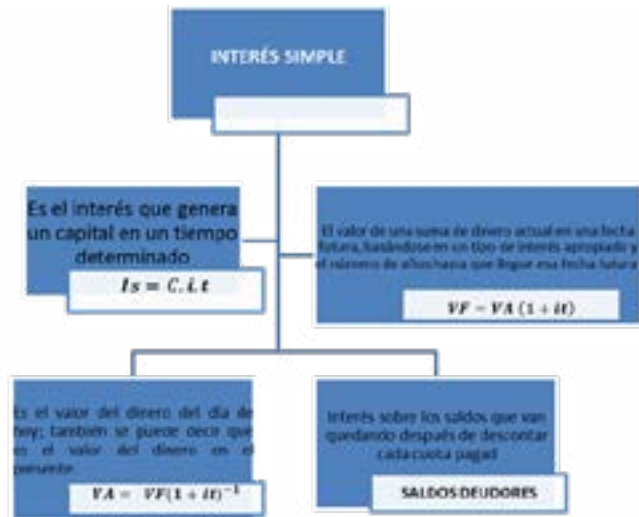 INTERÉS SIMPLE
Es el interés que genera
un capital en un tiempo
determinado
Is = C.i.t
El valor de una suma de dinero actual en una fecha
futura, basándose en un tipo de interés apropiado y
el número de años hasta que llegue esa fecha futura
VF = VA (1 + it)
Es el valor del dinero del día de
hoy; también se puede decir que
es el valor del dinero en el
presente
VA = VF(1 + it)⁻¹
Interés sobre los saldos que van
quedando después de descontar
cada cuota pagad
SALDOS DEUDORES